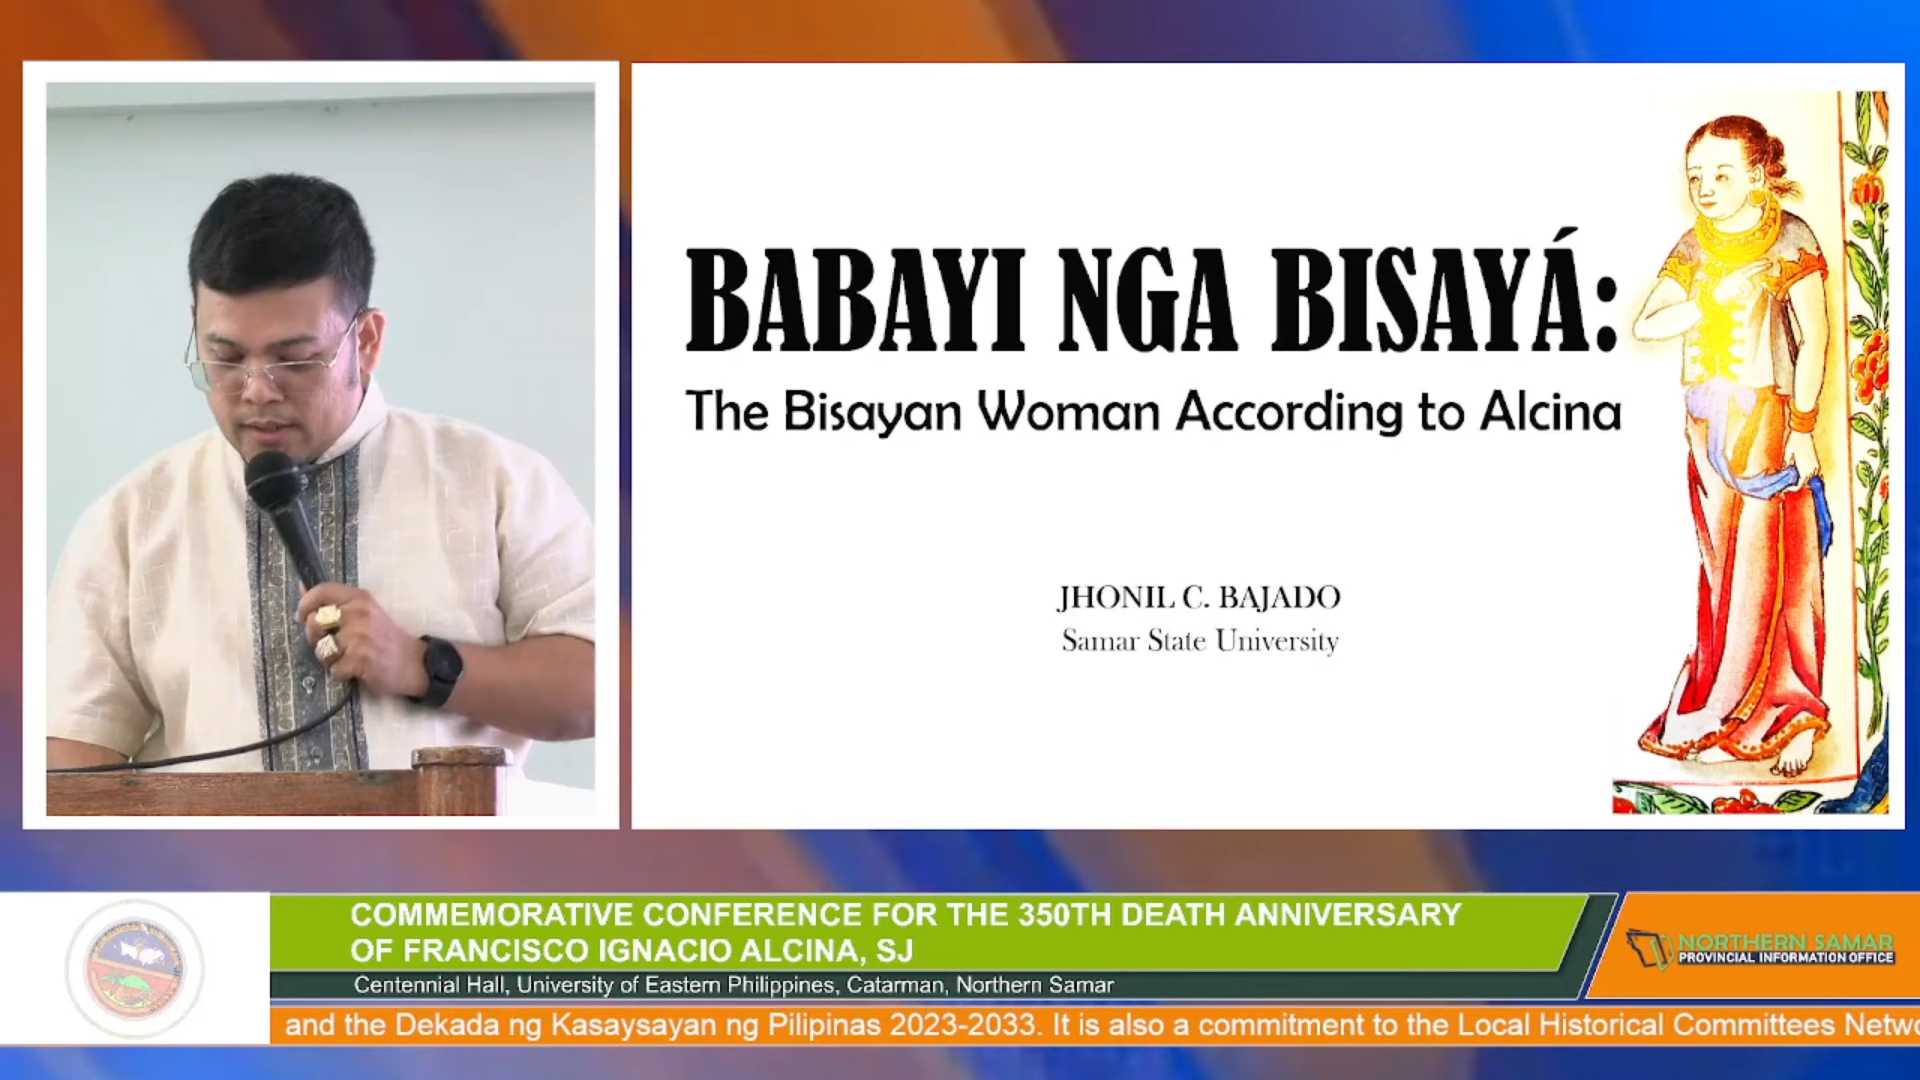 BABAYI NGA BISAYÁ:
The Bisayan Woman According to Alcina
JHONIL C. BAJADO
Samar State University
COMMEMORATIVE CONFERENCE FOR THE 350TH DEATH ANNIVERSARY
OF FRANCISCO IGNACIO ALCINA, SJ
Centennial Hall, University of Eastern Philippines, Catarman, Northern Samar
NORTHERN SAMAR
PROVINCIAL INFORMATION OFFICE
and the Dekada ng Kasaysayan ng Pilipinas 2023-2033. It is also a commitment to the Local Historical Committees